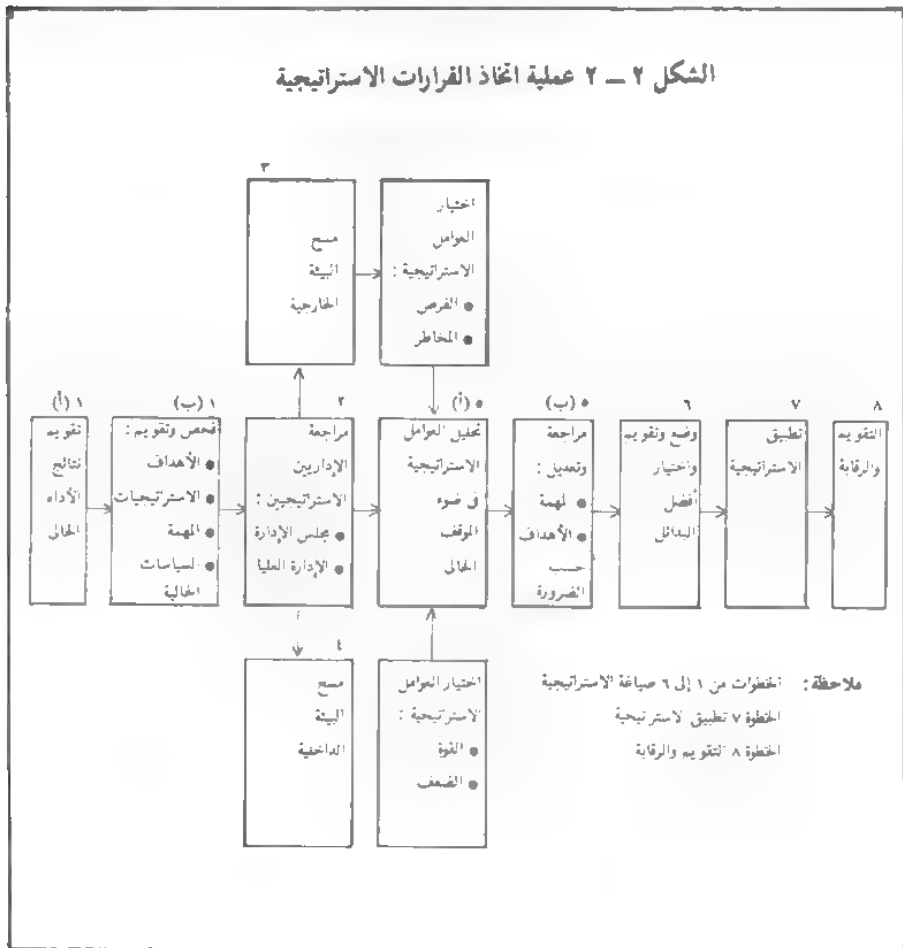 الشكل ٢ – ٢ عملية اتخاذ القرارات الاستراتيجية
٣
مسح
البيئة
الخارجية
اختيار
العوامل
الاستراتيجية :
● الفرص
● المخاطر
١ (أ)
تقويم
نتائج
الأداء
الحالى
١ (ب)
فحص وتقويم :
● الأهداف
● الاستراتيجيات
● المهمة
● السياسات
الحالية
٢
مراجعة
الإداريين
الاستراتيجيين :
● مجلس الإدارة
● الإدارة العليا
٥ (أ)
تحليل العوامل
الاستراتيجية
فى ضوء
الموقف
الحالى
٥ (ب)
مراجعة
وتعديل :
● المهمة
● الأهداف
حسب
الضرورة
٦
وضع وتقويم
واختيار
أفضل
البدائل
٧
تطبيق
الاستراتيجية
٨
التقويم
والرقابة
٤
مسح
البيئة
الداخلية
اختيار العوامل
الاستراتيجية :
● القوة
● الضعف
ملاحظة : الخطوات من ١ إلى ٦ صياغة الاستراتيجية
الخطوة ٧ تطبيق الاستراتيجية
الخطوة ٨ التقويم والرقابة